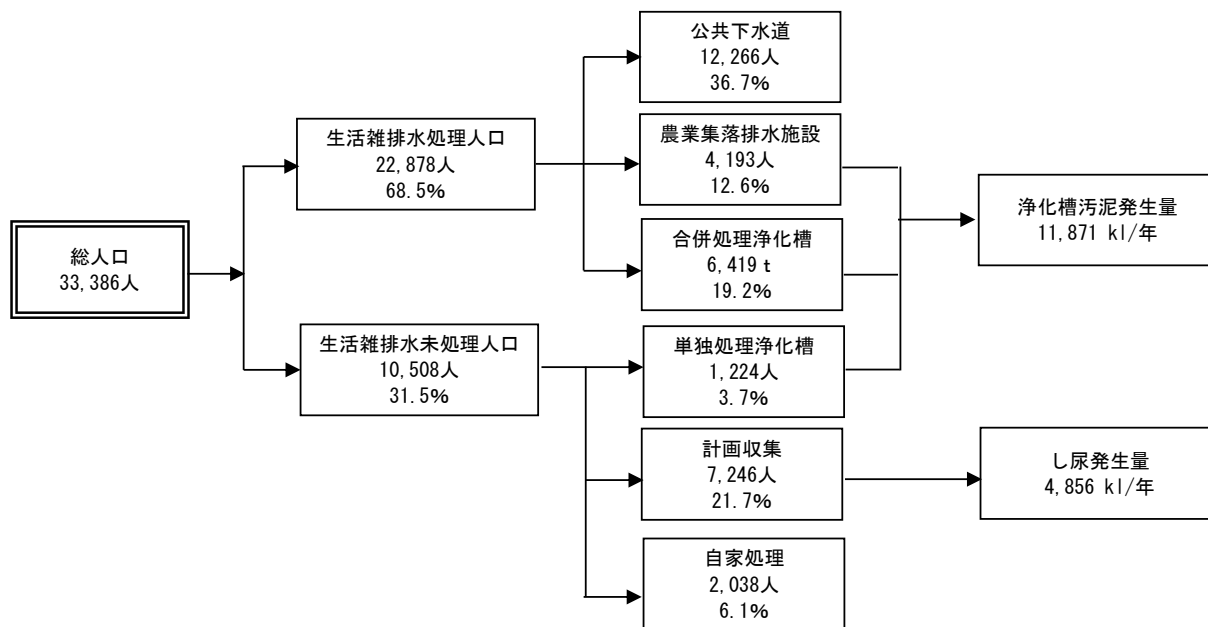 総人口
33,386人
生活雑排水処理人口
22,878人
68.5%
生活雑排水未処理人口
10,508人
31.5%
公共下水道
12,266人
36.7%
農業集落排水施設
4,193人
12.6%
合併処理浄化槽
6,419 t
19.2%
単独処理浄化槽
1,224人
3.7%
計画収集
7,246人
21.7%
自家処理
2,038人
6.1%
浄化槽汚泥発生量
11,871 kl/年
し尿発生量
4,856 kl/年